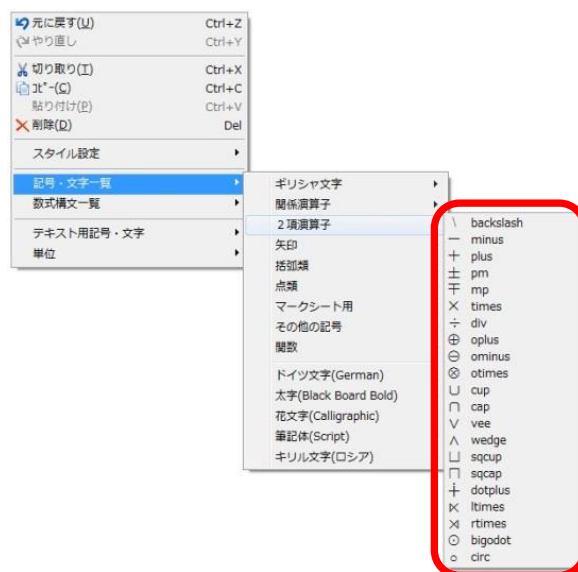 元に戻す(U) Ctrl+Z
やり直し Ctrl+Y
切り取り(T) Ctrl+X
ｺﾋﾟｰ(C) Ctrl+C
貼り付け(P) Ctrl+V
削除(D) Del
スタイル設定
記号・文字一覧
数式構文一覧
テキスト用記号・文字
単位
ギリシャ文字
関係演算子
２項演算子
矢印
括弧類
点類
マークシート用
その他の記号
関数
ドイツ文字(German)
太字(Black Board Bold)
花文字(Calligraphic)
筆記体(Script)
キリル文字(ロシア)
\ backslash
− minus
+ plus
± pm
∓ mp
× times
÷ div
⊕ oplus
⊖ ominus
⊗ otimes
∪ cup
∩ cap
∨ vee
∧ wedge
⊔ sqcup
⊓ sqcap
∔ dotplus
⋉ ltimes
⋊ rtimes
⊙ bigodot
∘ circ